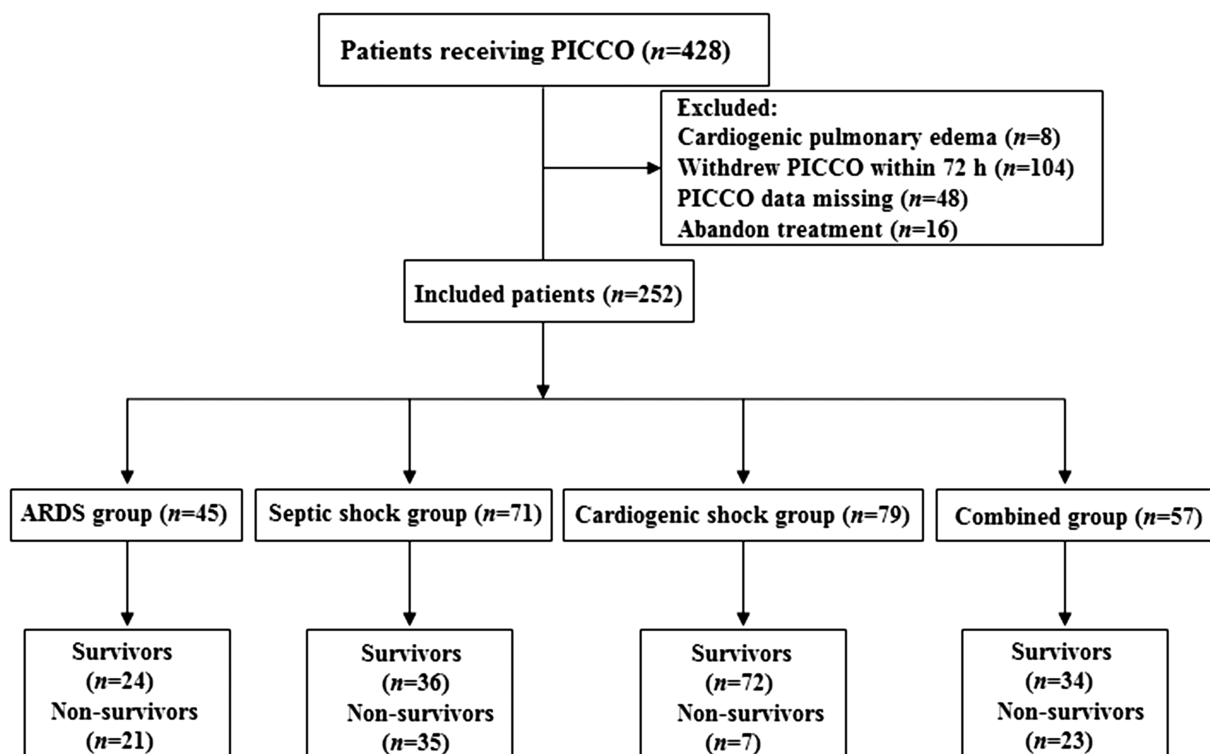 Patients receiving PICCO (n=428)
Excluded:
Cardiogenic pulmonary edema (n=8)
Withdrew PICCO within 72 h (n=104)
PICCO data missing (n=48)
Abandon treatment (n=16)
Included patients (n=252)
ARDS group (n=45)
Septic shock group (n=71)
Cardiogenic shock group (n=79)
Combined group (n=57)
Survivors
(n=24)
Non-survivors
(n=21)
Survivors
(n=36)
Non-survivors
(n=35)
Survivors
(n=72)
Non-survivors
(n=7)
Survivors
(n=34)
Non-survivors
(n=23)